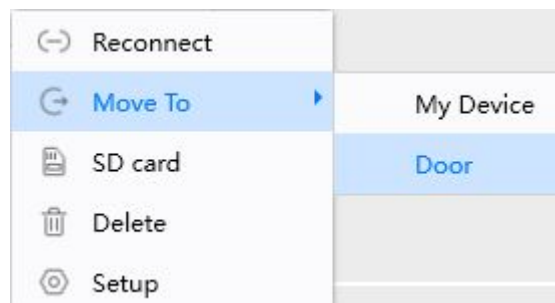 Reconnect
Move To
My Device
SD card
Door
Delete
Setup